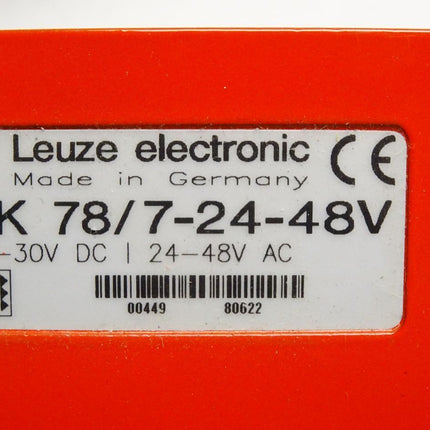 Leuze electronic CE
Made in Germany
K 78/7-24-48V
-30V DC | 24-48V AC
00449 80622